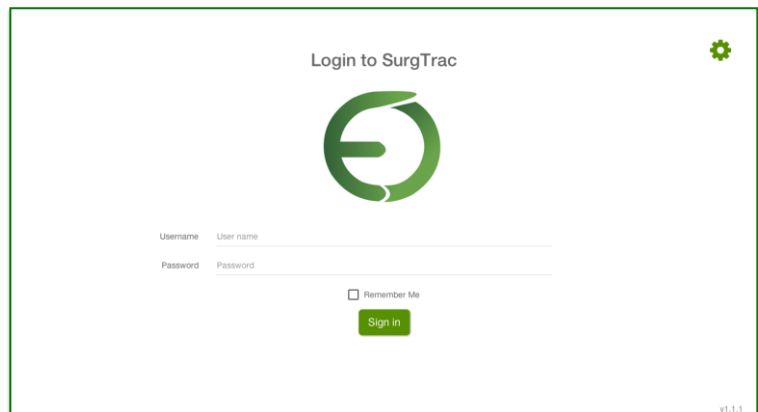 Login to SurgTrac
Username User name
Password Password
Remember Me
Sign in
v1.1.1